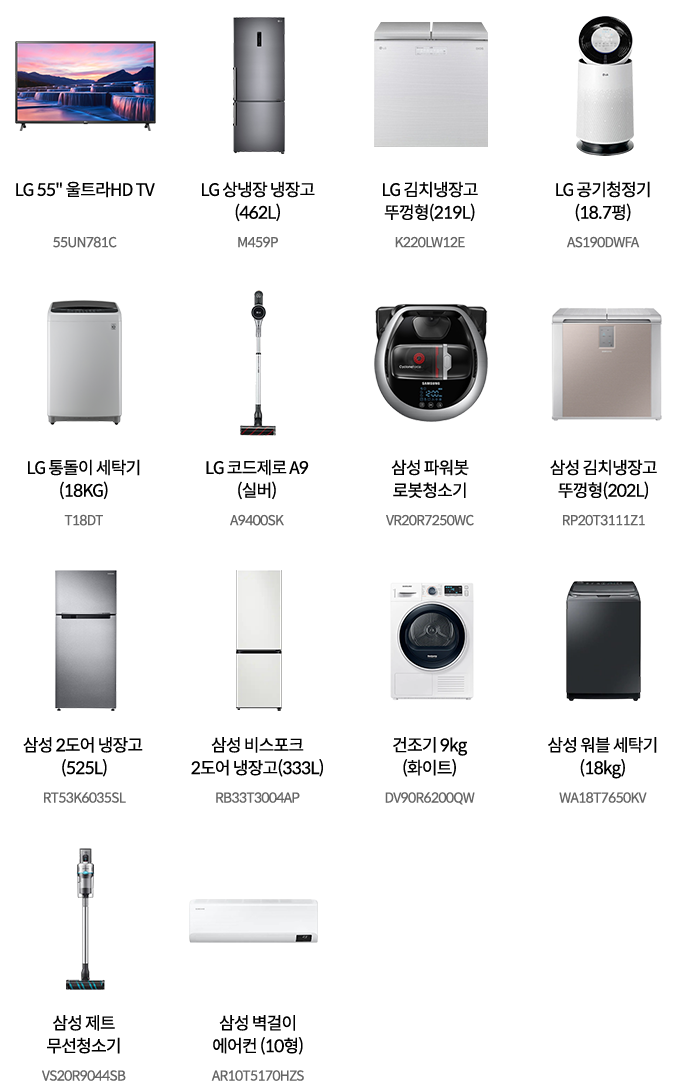 LG 55" 울트라HD TV
55UN781C
LG 상냉장 냉장고
(462L)
M459P
LG 김치냉장고
뚜껑형(219L)
K220LW12E
LG 공기청정기
(18.7평)
AS190DWFA
LG 통돌이 세탁기
(18KG)
T18DT
LG 코드제로 A9
(실버)
A9400SK
SAMSUNG
삼성 파워봇
로봇청소기
VR20R7250WC
삼성 김치냉장고
뚜껑형(202L)
RP20T3111Z1
삼성 2도어 냉장고
(525L)
RT53K6035SL
삼성 비스포크
2도어 냉장고(333L)
RB33T3004AP
건조기 9kg
(화이트)
DV90R6200QW
삼성 워블 세탁기
(18kg)
WA18T7650KV
삼성 제트
무선청소기
VS20R9044SB
삼성 벽걸이
에어컨 (10형)
AR10T5170HZS